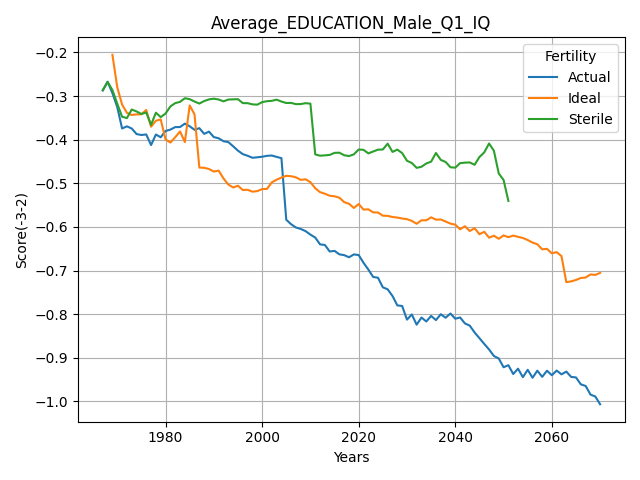 Average_EDUCATION_Male_Q1_IQ
Fertility
Actual
Ideal
Sterile
Score(-3-2)
−0.2
−0.3
−0.4
−0.5
−0.6
−0.7
−0.8
−0.9
−1.0
1980
2000
2020
2040
2060
Years